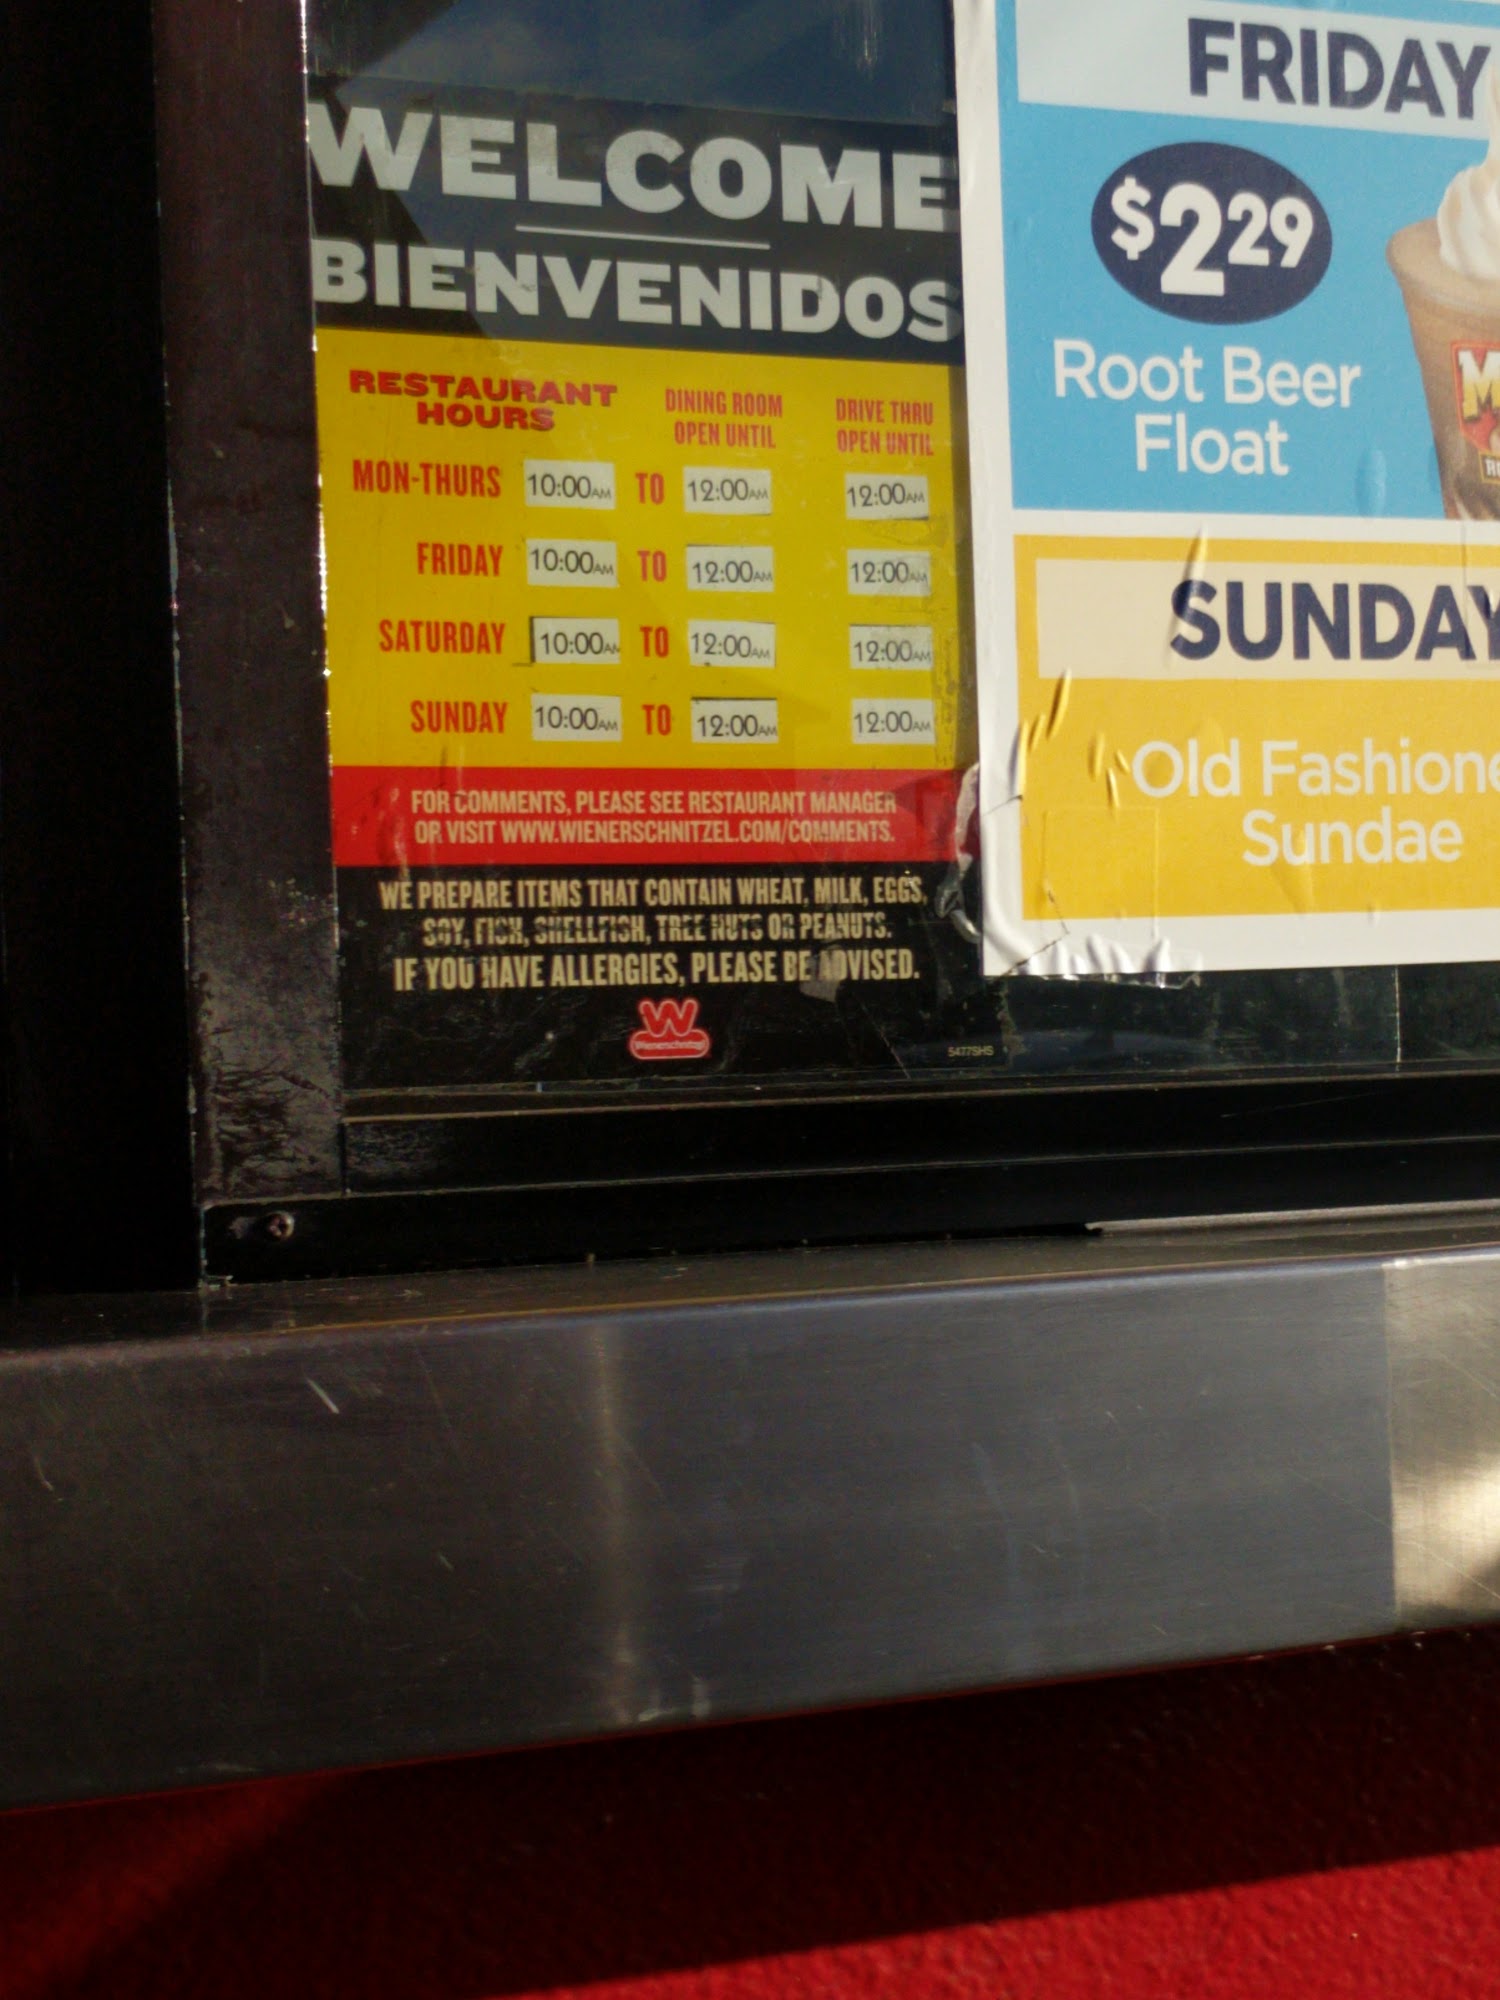 WELCOME
BIENVENIDOS
RESTAURANT
HOURS
DINING ROOM
OPEN UNTIL
DRIVE THRU
OPEN UNTIL
MON-THURS 10:00AM TO 12:00AM 12:00AM
FRIDAY 10:00AM TO 12:00AM 12:00AM
SATURDAY 10:00AM TO 12:00AM 12:00AM
SUNDAY 10:00AM TO 12:00AM 12:00AM
FOR COMMENTS, PLEASE SEE RESTAURANT MANAGER
OR VISIT WWW.WIENERSCHNITZEL.COM/COMMENTS.
WE PREPARE ITEMS THAT CONTAIN WHEAT, MILK, EGGS,
SOY, FISH, SHELLFISH, TREE NUTS OR PEANUTS.
IF YOU HAVE ALLERGIES, PLEASE BE ADVISED.
W
Wienerschnitzel
5477SHS
FRIDAY
$2.29
Root Beer
Float
SUNDAY
Old Fashione
Sundae